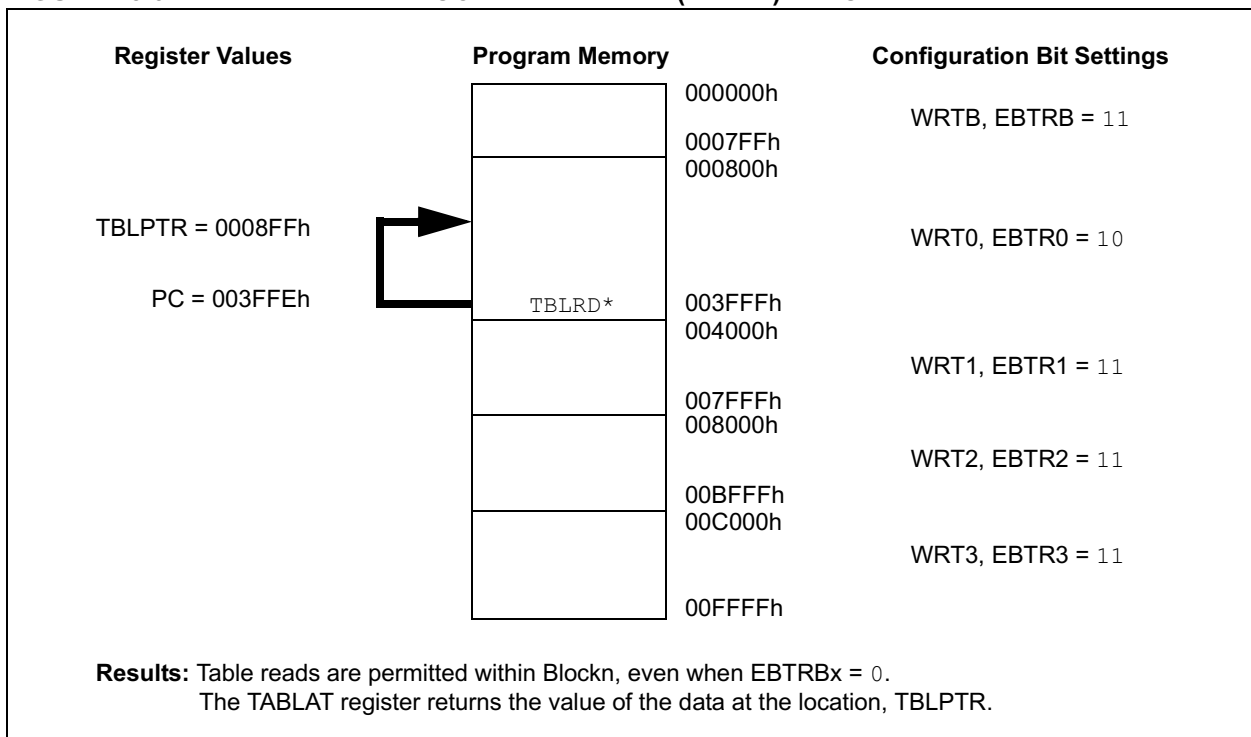 Register Values Program Memory Configuration Bit Settings
000000h
WRTB, EBTRB = 11
0007FFh
000800h
TBLPTR = 0008FFh
WRT0, EBTR0 = 10
PC = 003FFEh
TBLRD* 003FFFh
004000h
WRT1, EBTR1 = 11
007FFFh
008000h
WRT2, EBTR2 = 11
00BFFFh
00C000h
WRT3, EBTR3 = 11
00FFFFh
Results: Table reads are permitted within Blockn, even when EBTRBx = 0.
The TABLAT register returns the value of the data at the location, TBLPTR.